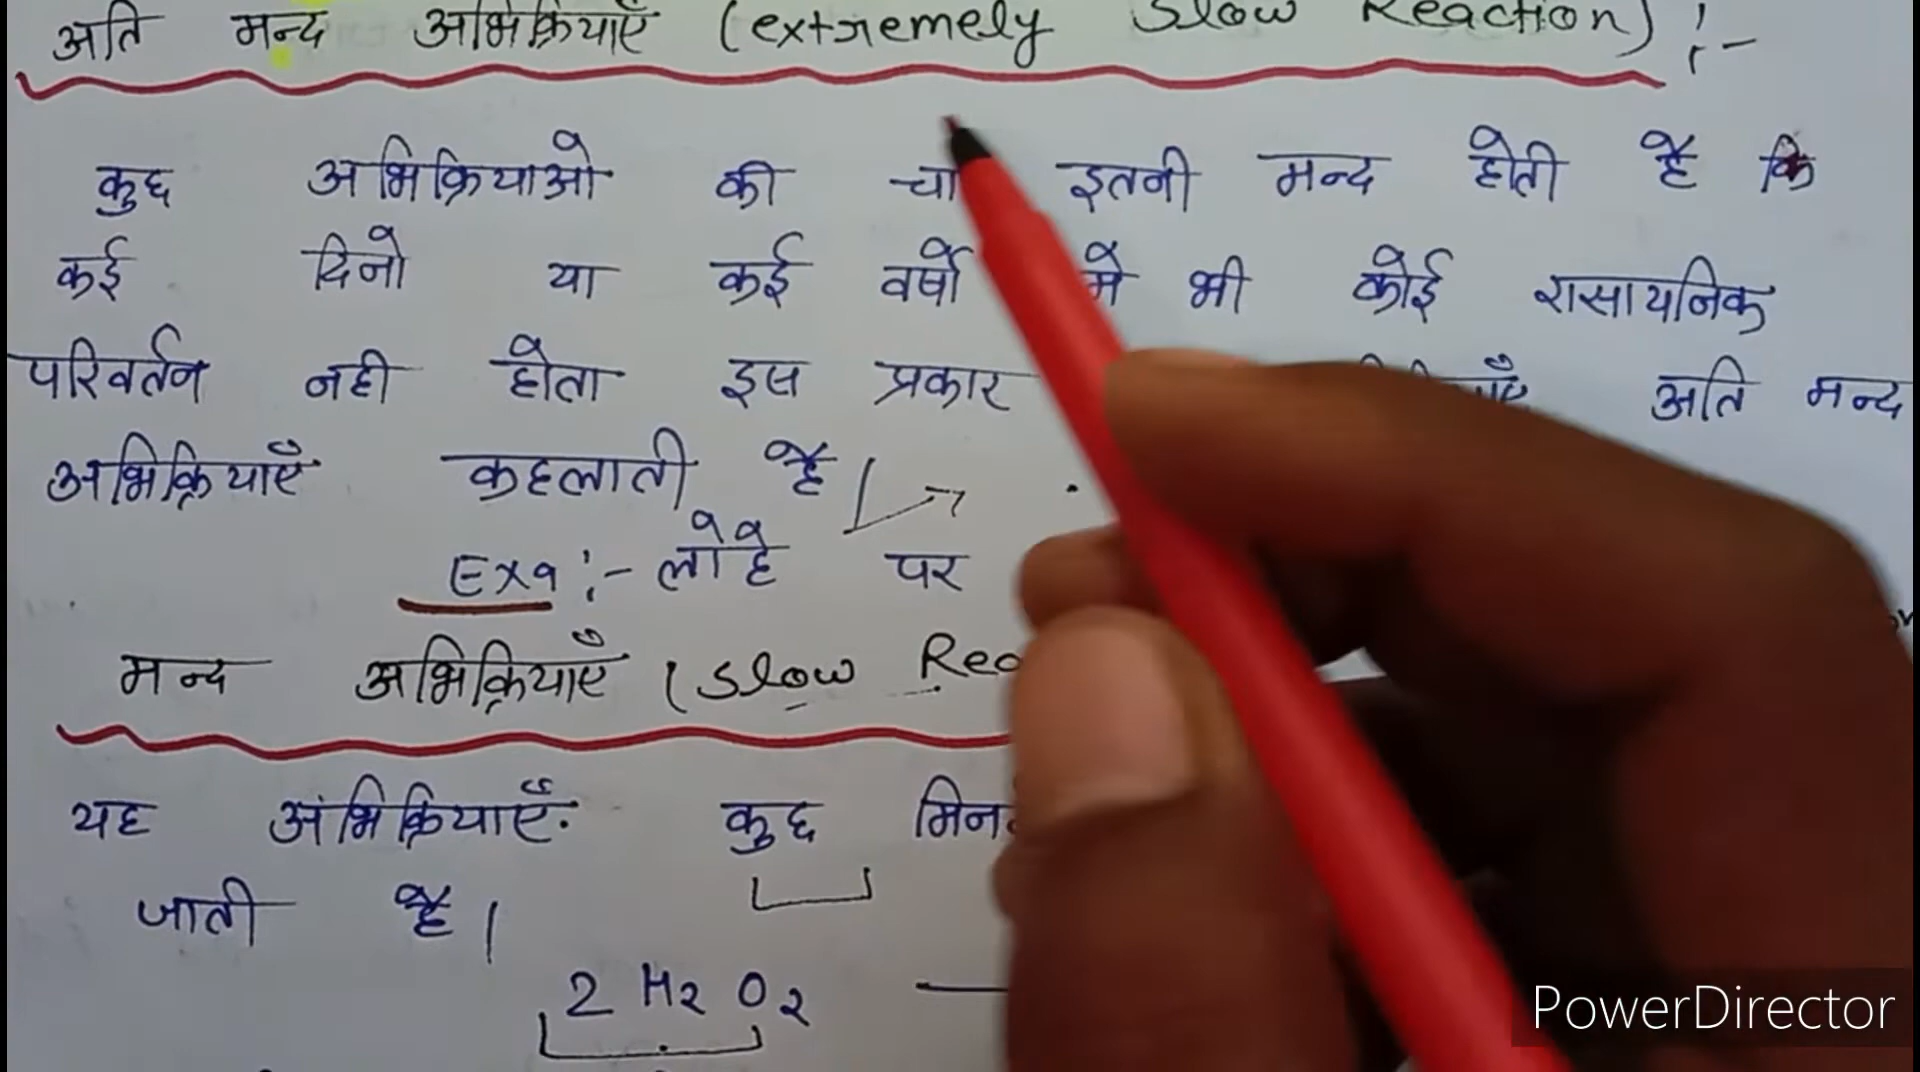 अति मन्द अभिक्रियाएँ (extremely Slow Reaction) :-
कुछ अभिक्रियाओ की इतनी मन्द होती है कि
कई दिनो या कई वर्षो मे भी कोई रासायनिक
परिवर्तन नही होता इस प्रकार अति मन्द
अभिक्रियाएँ कहलाती है।
Exa :- लोहे पर
मन्द अभिक्रियाएँ (Slow
यह अभिक्रियाएँ कुछ
जाती है।
2 H2 O2
PowerDirector